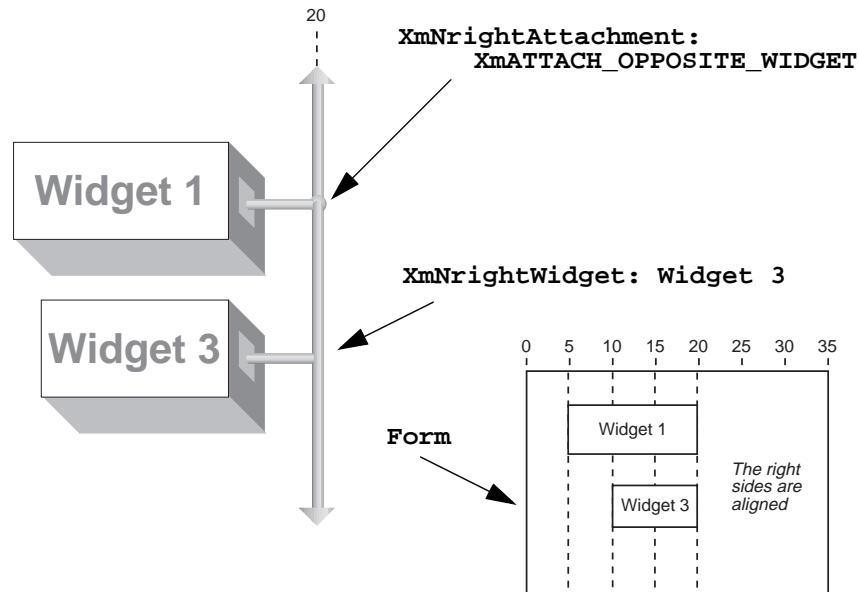 20
XmNrightAttachment:
XmATTACH_OPPOSITE_WIDGET
Widget 1
XmNrightWidget: Widget 3
Widget 3
0 5 10 15 20 25 30 35
Form
Widget 1
The right
sides are
aligned
Widget 3